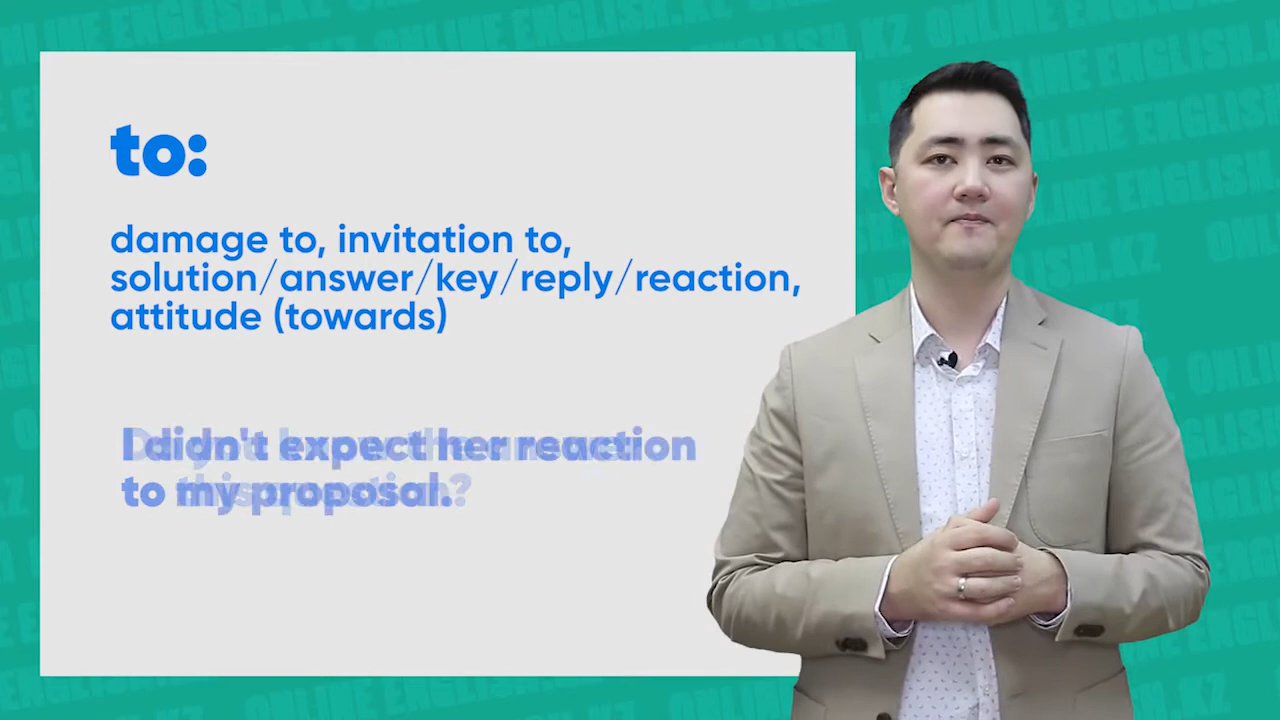 ONLINE ENGLISH.KZ
to:
damage to, invitation to,
solution/answer/key/reply/reaction,
attitude (towards)
I didn't expect her reaction
to my proposal.